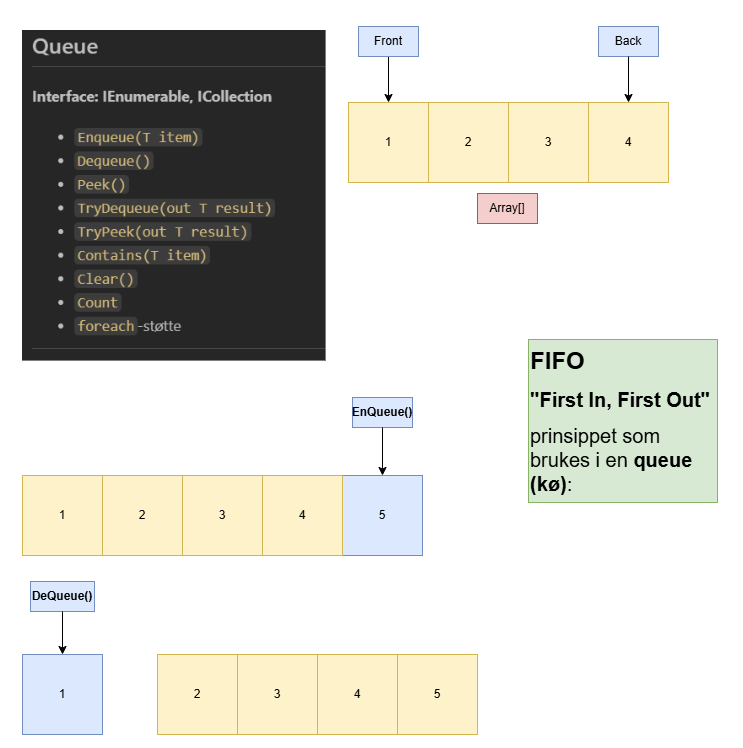 Queue
Interface: IEnumerable, ICollection
Enqueue(T item)
Dequeue()
Peek()
TryDequeue(out T result)
TryPeek(out T result)
Contains(T item)
Clear()
Count
foreach-støtte
Front
Back
1 2 3 4
Array[]
FIFO
"First In, First Out"
prinsippet som
brukes i en queue
(kø):
EnQueue()
1 2 3 4 5
DeQueue()
1 2 3 4 5